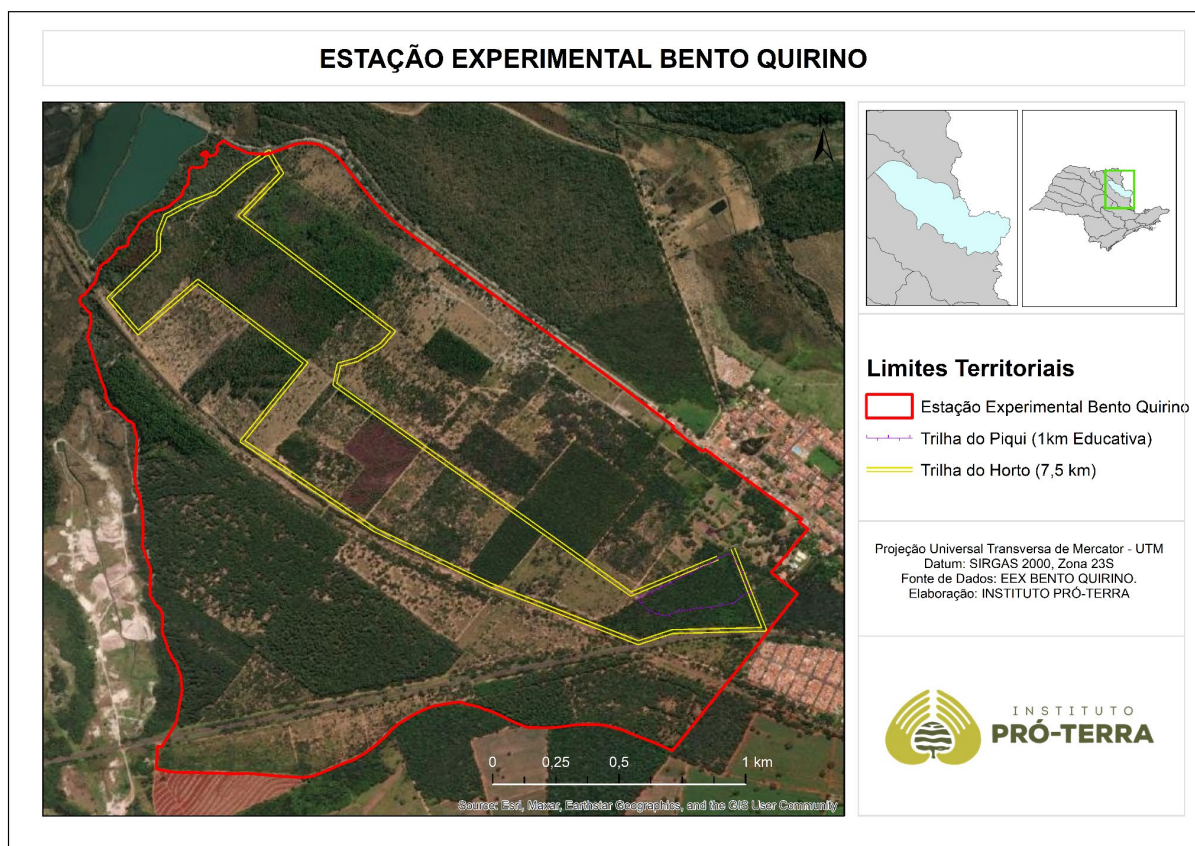 ESTAÇÃO EXPERIMENTAL BENTO QUIRINO
N
Limites Territoriais
Estação Experimental Bento Quirino
Trilha do Piqui (1km Educativa)
Trilha do Horto (7,5 km)
Projeção Universal Transversa de Mercator - UTM
Datum: SIRGAS 2000, Zona 23S
Fonte de Dados: EEX BENTO QUIRINO.
Elaboração: INSTITUTO PRÓ-TERRA
0 0,25 0,5 1 km
Source: Esri, Maxar, Earthstar Geographics, and the GIS User Community
INSTITUTO
PRÓ-TERRA